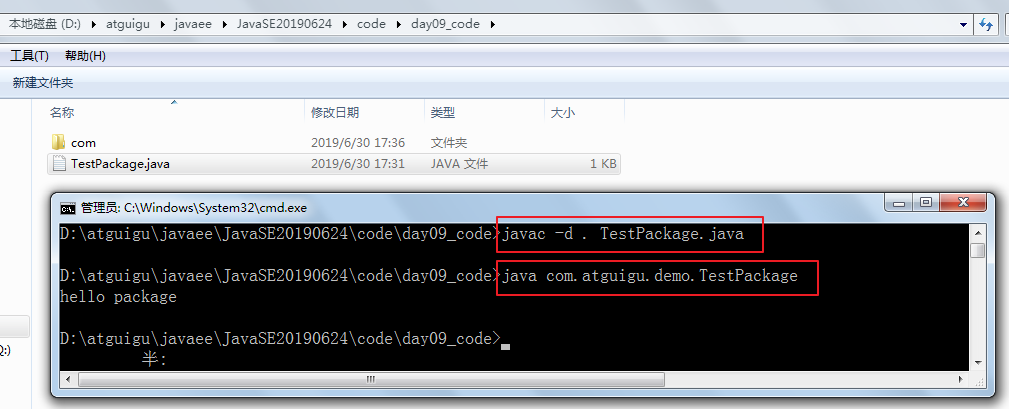 本地磁盘 (D:) atguigu javaee JavaSE20190624 code day09_code
工具(T) 帮助(H)
新建文件夹
名称 修改日期 类型 大小
com 2019/6/30 17:36 文件夹
TestPackage.java 2019/6/30 17:31 JAVA 文件 1 KB
管理员: C:\Windows\System32\cmd.exe
D:\atguigu\javaee\JavaSE20190624\code\day09_code>javac -d . TestPackage.java
D:\atguigu\javaee\JavaSE20190624\code\day09_code>java com.atguigu.demo.TestPackage
hello package
D:\atguigu\javaee\JavaSE20190624\code\day09_code>
半: